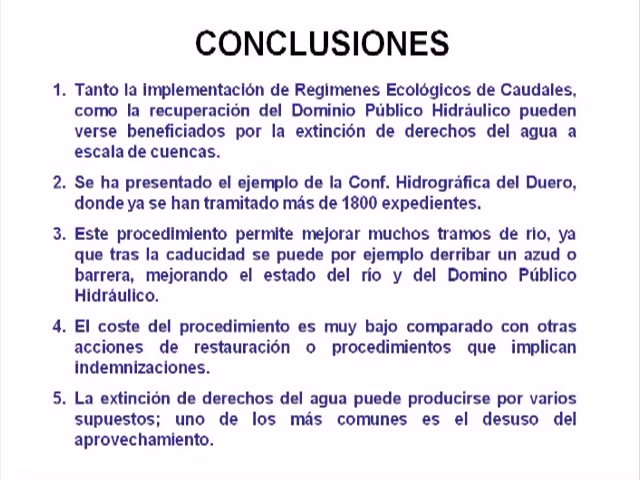 CONCLUSIONES
1. Tanto la implementación de Regímenes Ecológicos de Caudales,
como la recuperación del Dominio Público Hidráulico pueden
verse beneficiados por la extinción de derechos del agua a
escala de cuencas.
2. Se ha presentado el ejemplo de la Conf. Hidrográfica del Duero,
donde ya se han tramitado más de 1800 expedientes.
3. Este procedimiento permite mejorar muchos tramos de río, ya
que tras la caducidad se puede por ejemplo derribar un azud o
barrera, mejorando el estado del río y del Domino Público
Hidráulico.
4. El coste del procedimiento es muy bajo comparado con otras
acciones de restauración o procedimientos que implican
indemnizaciones.
5. La extinción de derechos del agua puede producirse por varios
supuestos; uno de los más comunes es el desuso del
aprovechamiento.